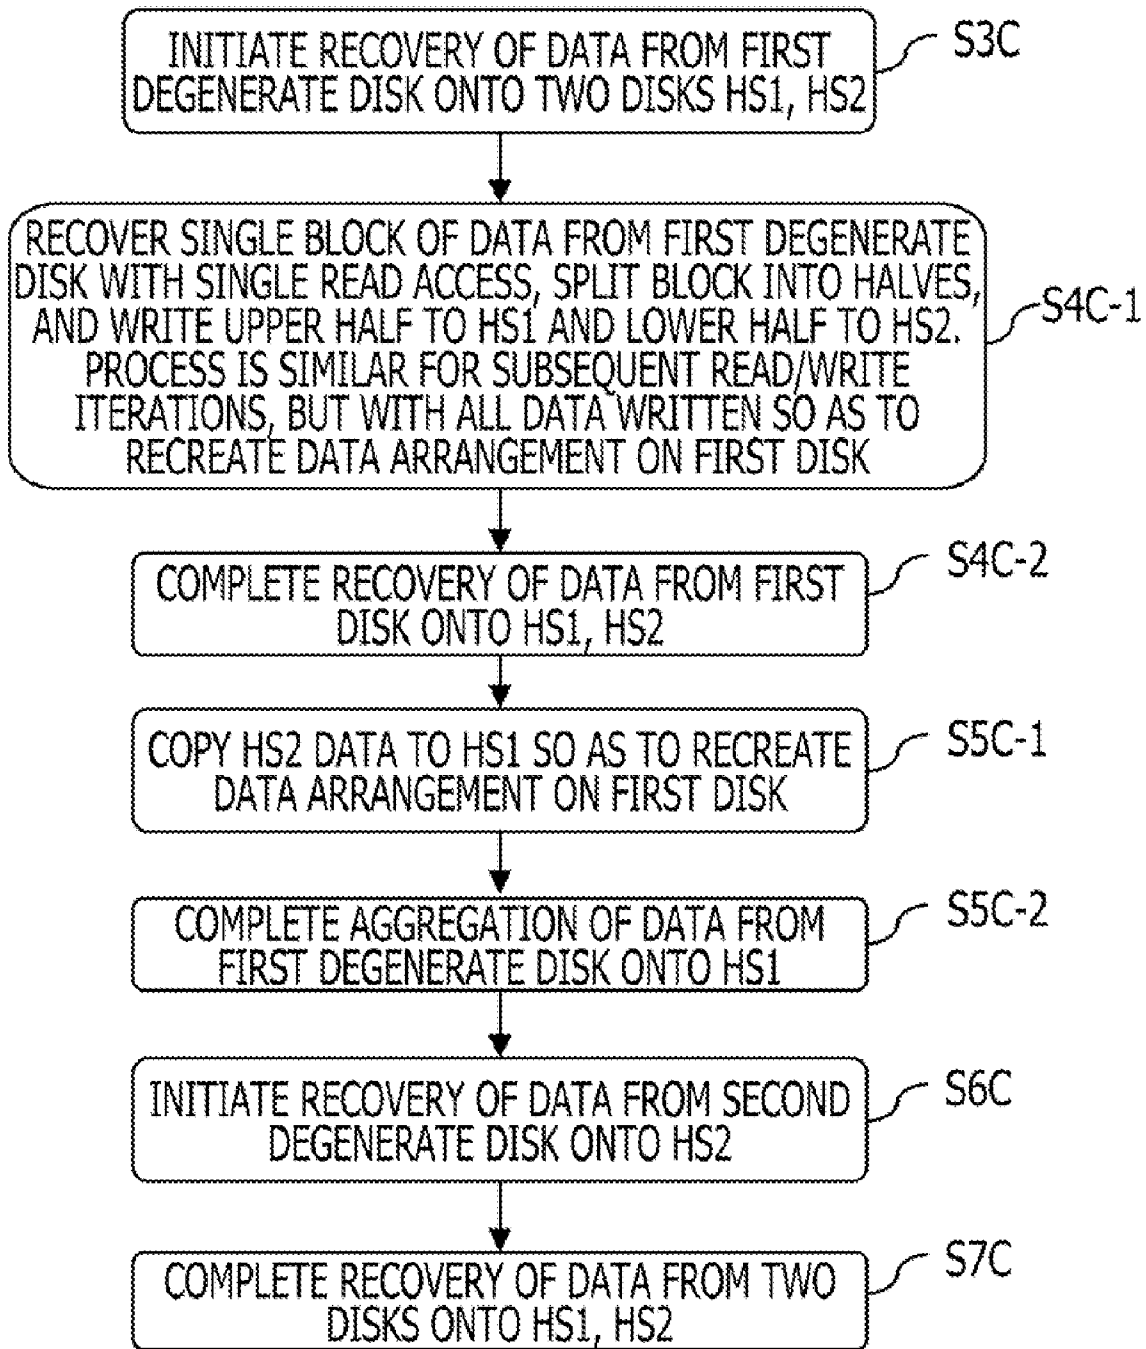 INITIATE RECOVERY OF DATA FROM FIRST
DEGENERATE DISK ONTO TWO DISKS HS1, HS2
S3C
RECOVER SINGLE BLOCK OF DATA FROM FIRST DEGENERATE
DISK WITH SINGLE READ ACCESS, SPLIT BLOCK INTO HALVES,
AND WRITE UPPER HALF TO HS1 AND LOWER HALF TO HS2.
PROCESS IS SIMILAR FOR SUBSEQUENT READ/WRITE
ITERATIONS, BUT WITH ALL DATA WRITTEN SO AS TO
RECREATE DATA ARRANGEMENT ON FIRST DISK
S4C-1
COMPLETE RECOVERY OF DATA FROM FIRST
DISK ONTO HS1, HS2
S4C-2
COPY HS2 DATA TO HS1 SO AS TO RECREATE
DATA ARRANGEMENT ON FIRST DISK
S5C-1
COMPLETE AGGREGATION OF DATA FROM
FIRST DEGENERATE DISK ONTO HS1
S5C-2
INITIATE RECOVERY OF DATA FROM SECOND
DEGENERATE DISK ONTO HS2
S6C
COMPLETE RECOVERY OF DATA FROM TWO
DISKS ONTO HS1, HS2
S7C